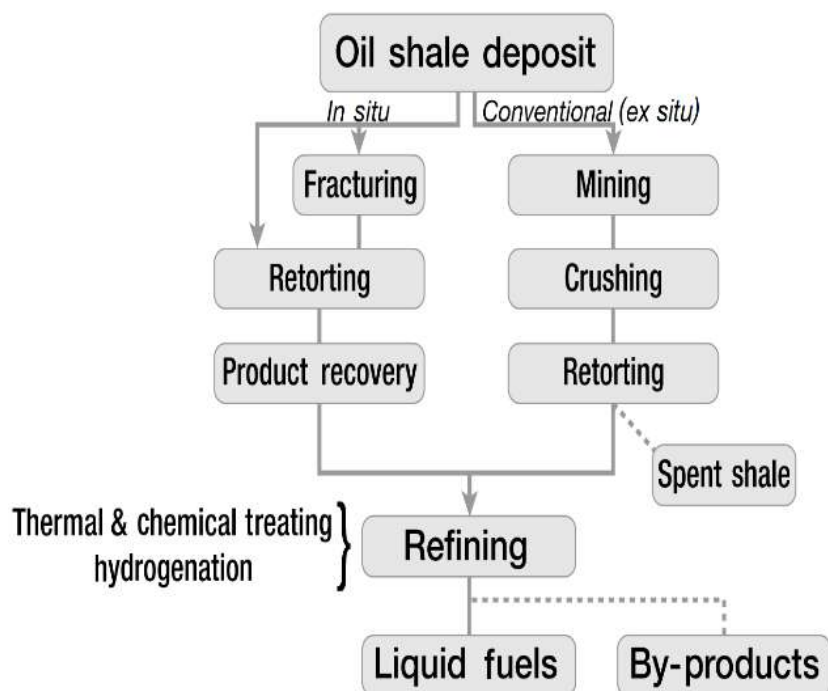 Oil shale deposit
In situ
Conventional (ex situ)
Fracturing
Mining
Retorting
Crushing
Product recovery
Retorting
Spent shale
Thermal & chemical treating
hydrogenation
Refining
Liquid fuels
By-products